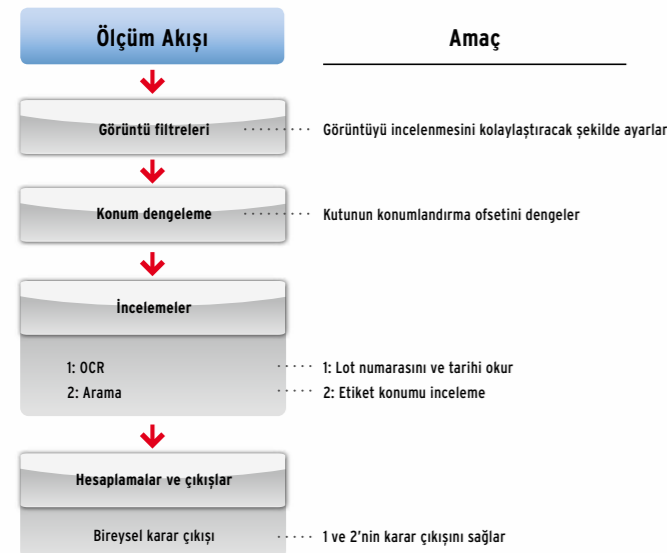 Ölçüm Akışı
Amaç
Görüntü filtreleri
Görüntüyü incelenmesini kolaylaştıracak şekilde ayarlar
Konum dengeleme
Kutunun konumlandırma ofsetini dengeler
İncelemeler
1: OCR
1: Lot numarasını ve tarihi okur
2: Arama
2: Etiket konumu inceleme
Hesaplamalar ve çıkışlar
Bireysel karar çıkışı
1 ve 2'nin karar çıkışını sağlar